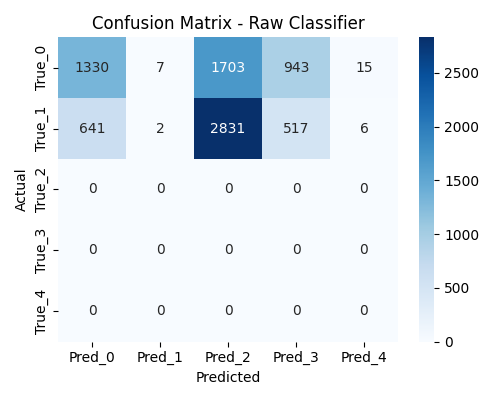 Confusion Matrix - Raw Classifier
True_0 1330 7 1703 943 15
True_1 641 2 2831 517 6
True_2 0 0 0 0 0
True_3 0 0 0 0 0
True_4 0 0 0 0 0
Pred_0 Pred_1 Pred_2 Pred_3 Pred_4
Predicted
Actual
2500
2000
1500
1000
500
0